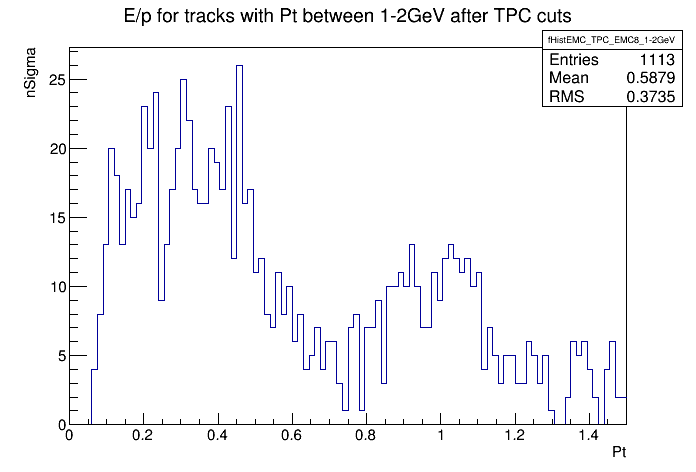 E/p for tracks with Pt between 1-2GeV after TPC cuts
fHistEMC_TPC_EMC8_1-2GeV
Entries 1113
Mean 0.5879
RMS 0.3735
nSigma
25
20
15
10
5
0
0 0.2 0.4 0.6 0.8 1 1.2 1.4
Pt